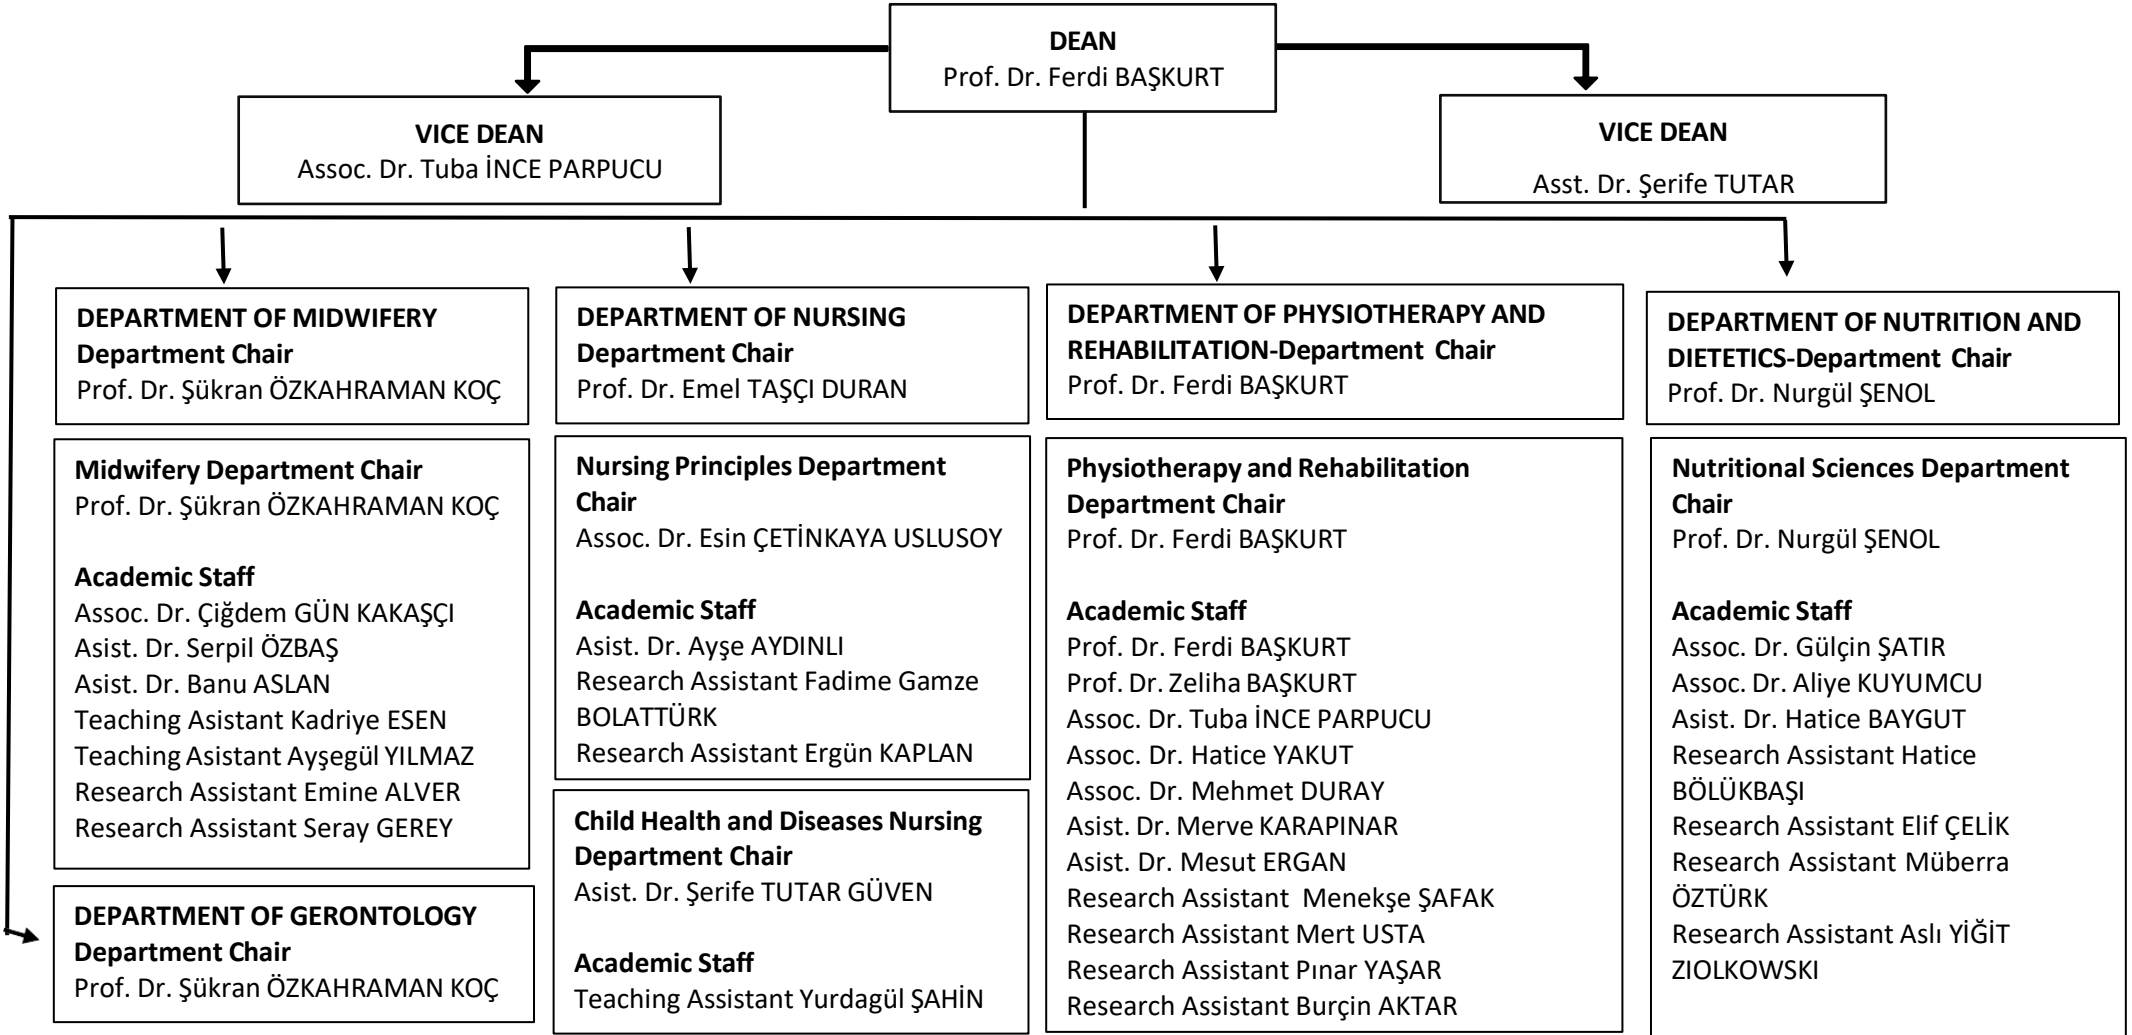 DEAN
Prof. Dr. Ferdi BAŞKURT
VICE DEAN
Assoc. Dr. Tuba İNCE PARPUCU
VICE DEAN
Asst. Dr. Şerife TUTAR
DEPARTMENT OF MIDWIFERY
Department Chair
Prof. Dr. Şükran ÖZKAHRAMAN KOÇ
Midwifery Department Chair
Prof. Dr. Şükran ÖZKAHRAMAN KOÇ
Academic Staff
Assoc. Dr. Çiğdem GÜN KAKAŞÇI
Asist. Dr. Serpil ÖZBAŞ
Asist. Dr. Banu ASLAN
Teaching Asistant Kadriye ESEN
Teaching Asistant Ayşegül YILMAZ
Research Assistant Emine ALVER
Research Assistant Seray GEREY
DEPARTMENT OF GERONTOLOGY
Department Chair
Prof. Dr. Şükran ÖZKAHRAMAN KOÇ
DEPARTMENT OF NURSING
Department Chair
Prof. Dr. Emel TAŞÇI DURAN
Nursing Principles Department
Chair
Assoc. Dr. Esin ÇETİNKAYA USLUSOY
Academic Staff
Asist. Dr. Ayşe AYDINLI
Research Assistant Fadime Gamze
BOLATTÜRK
Research Assistant Ergün KAPLAN
Child Health and Diseases Nursing
Department Chair
Asist. Dr. Şerife TUTAR GÜVEN
Academic Staff
Teaching Assistant Yurdagül ŞAHİN
DEPARTMENT OF PHYSIOTHERAPY AND
REHABILITATION-Department Chair
Prof. Dr. Ferdi BAŞKURT
Physiotherapy and Rehabilitation
Department Chair
Prof. Dr. Ferdi BAŞKURT
Academic Staff
Prof. Dr. Ferdi BAŞKURT
Prof. Dr. Zeliha BAŞKURT
Assoc. Dr. Tuba İNCE PARPUCU
Assoc. Dr. Hatice YAKUT
Assoc. Dr. Mehmet DURAY
Asist. Dr. Merve KARAPINAR
Asist. Dr. Mesut ERGAN
Research Assistant Menekşe ŞAFAK
Research Assistant Mert USTA
Research Assistant Pınar YAŞAR
Research Assistant Burçin AKTAR
DEPARTMENT OF NUTRITION AND
DIETETICS-Department Chair
Prof. Dr. Nurgül ŞENOL
Nutritional Sciences Department
Chair
Prof. Dr. Nurgül ŞENOL
Academic Staff
Assoc. Dr. Gülçin ŞATIR
Assoc. Dr. Aliye KUYUMCU
Asist. Dr. Hatice BAYGUT
Research Assistant Hatice
BÖLÜKBAŞI
Research Assistant Elif ÇELİK
Research Assistant Müberra
ÖZTÜRK
Research Assistant Aslı YİĞİT
ZIOLKOWSKI